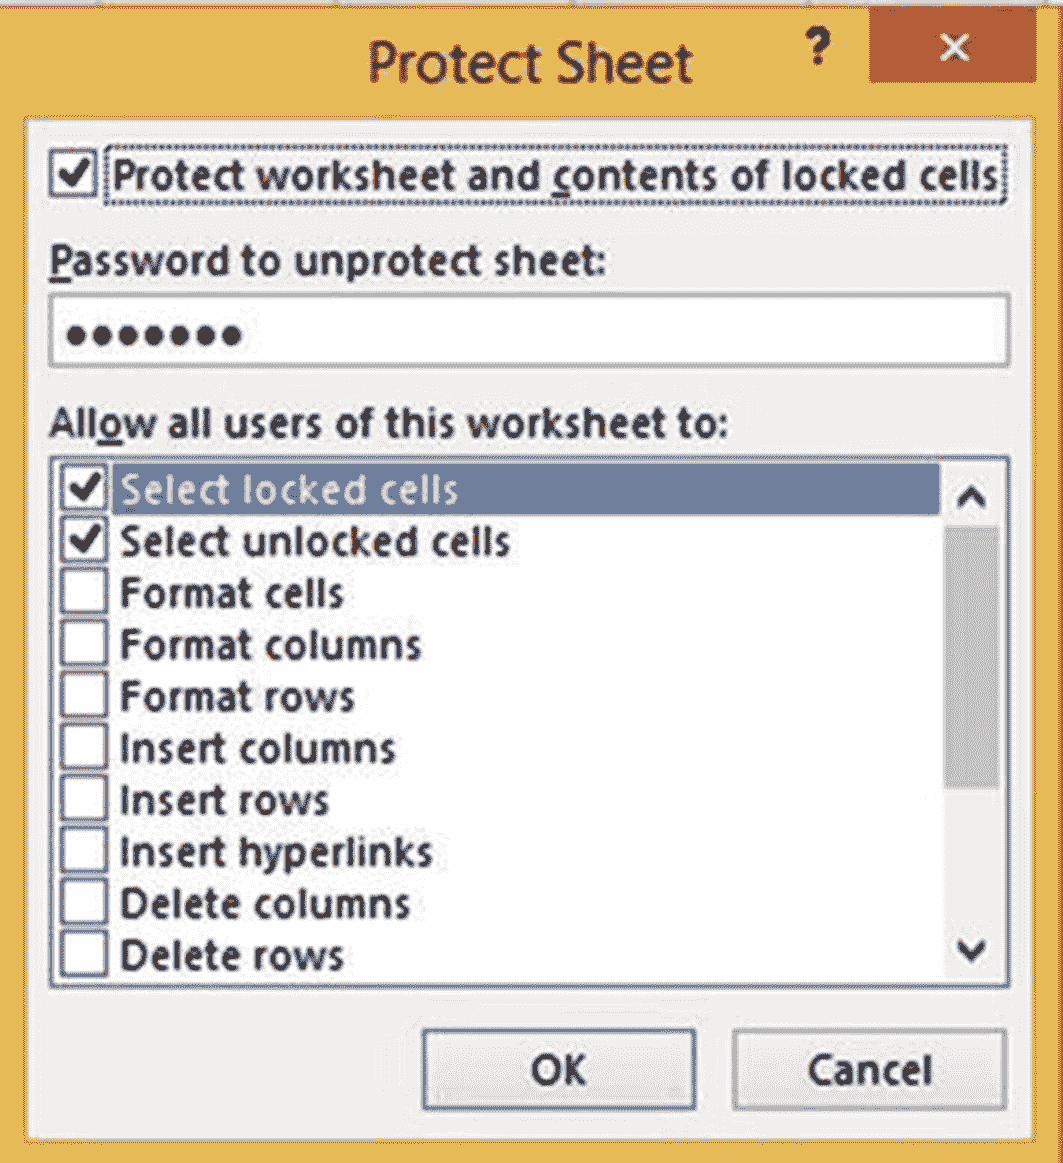 Protect Sheet ? ×
Protect worksheet and contents of locked cells
Password to unprotect sheet:
●●●●●●●
Allow all users of this worksheet to:
Select locked cells
Select unlocked cells
Format cells
Format columns
Format rows
Insert columns
Insert rows
Insert hyperlinks
Delete columns
Delete rows
OK Cancel